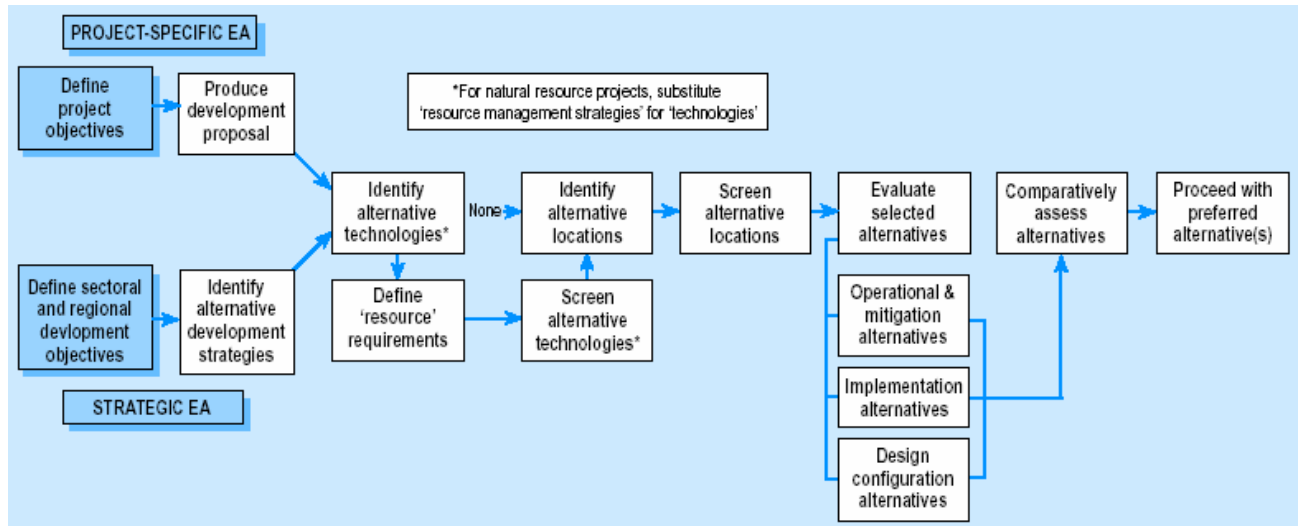 PROJECT-SPECIFIC EA
Define
project
objectives
Produce
development
proposal
*For natural resource projects, substitute
‘resource management strategies’ for ‘technologies’
Identify
alternative
technologies*
None
Identify
alternative
locations
Screen
alternative
locations
Evaluate
selected
alternatives
Comparatively
assess
alternatives
Proceed with
preferred
alternative(s)
Define sectoral
and regional
devlopment
objectives
Identify
alternative
development
strategies
Define
‘resource’
requirements
Screen
alternative
technologies*
Operational &
mitigation
alternatives
Implementation
alternatives
Design
configuration
alternatives
STRATEGIC EA